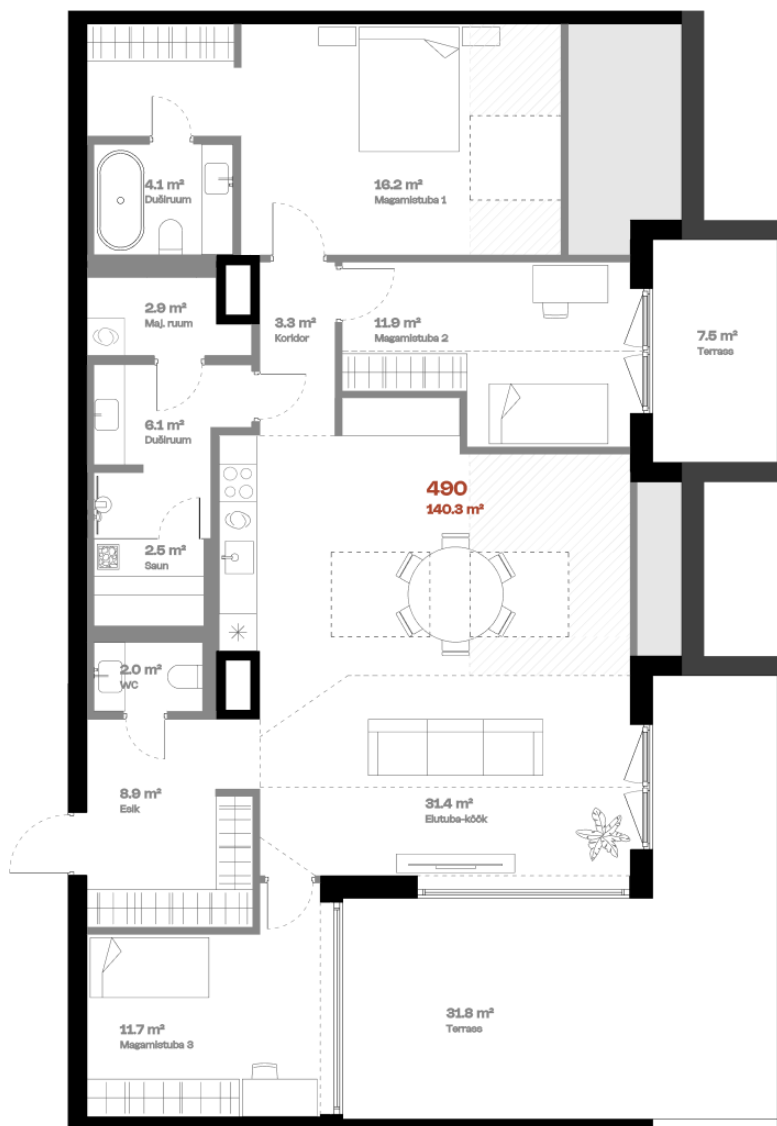 4.1 m²
Duširuum
16.2 m²
Magamistuba 1
2.9 m²
Maj. ruum
3.3 m²
Koridor
11.9 m²
Magamistuba 2
7.5 m²
Terrass
6.1 m²
Duširuum
490
140.3 m²
2.5 m²
Saun
2.0 m²
WC
8.9 m²
Esik
31.4 m²
Elutuba-köök
31.8 m²
Terrass
11.7 m²
Magamistuba 3